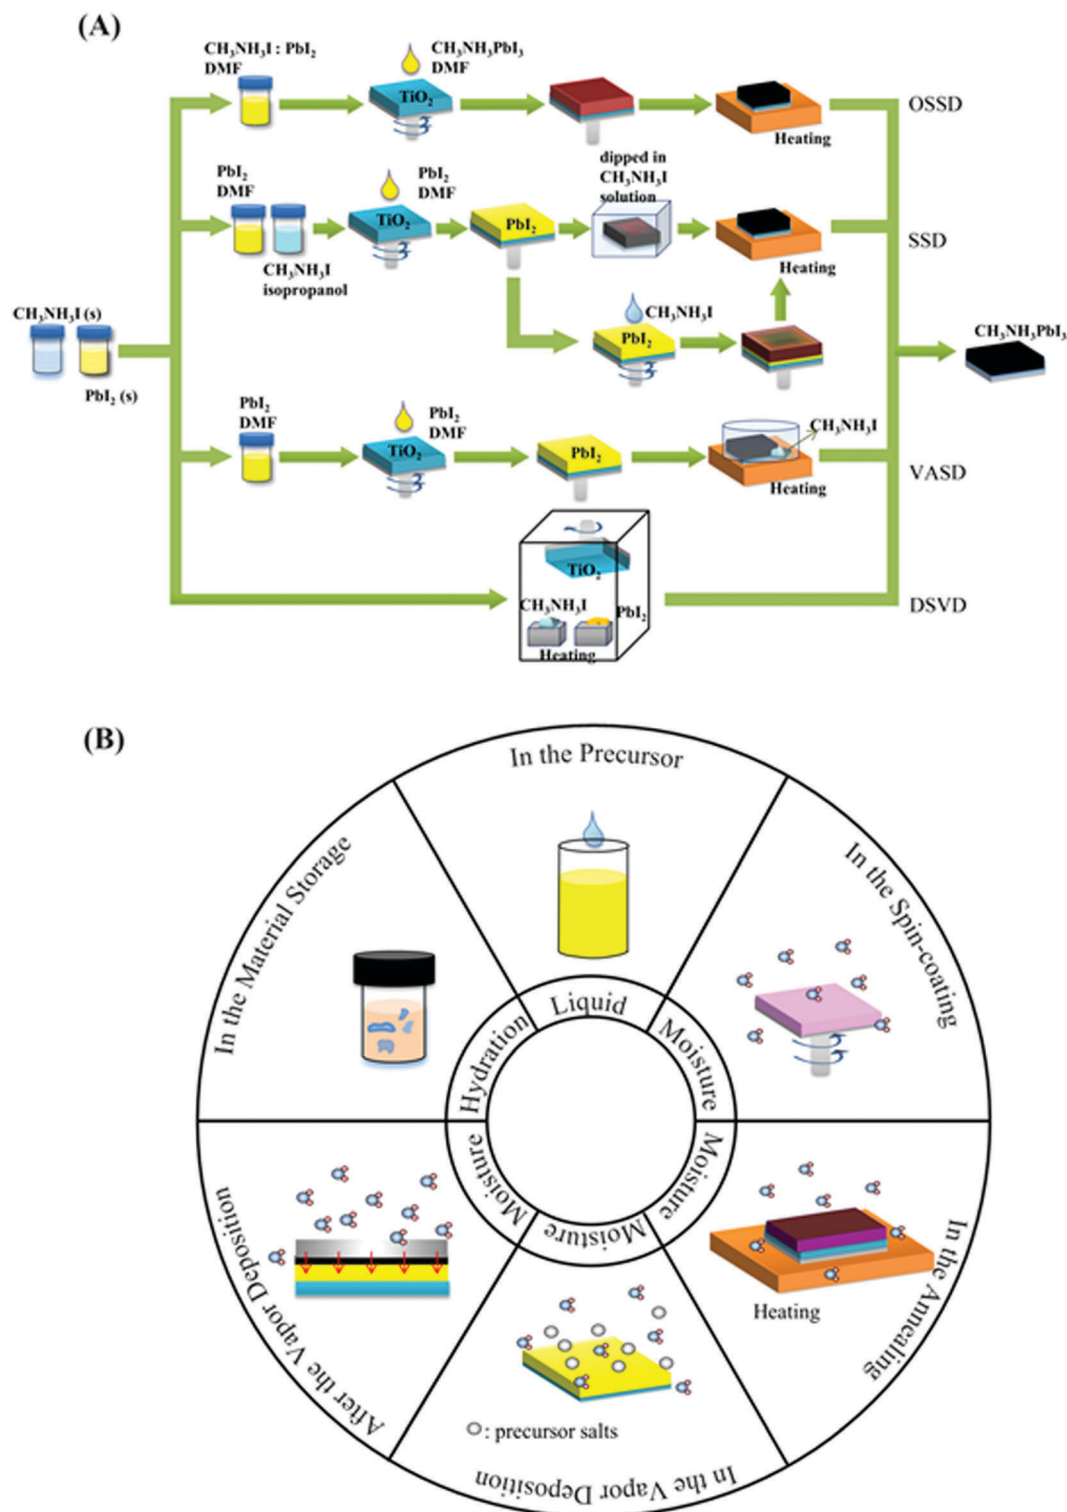 (A)
CH₃NH₃I : PbI₂
DMF
CH₃NH₃PbI₃
DMF
TiO₂
Heating
OSSD
PbI₂
DMF
PbI₂
DMF
TiO₂
PbI₂
dipped in
CH₃NH₃I
solution
Heating
SSD
CH₃NH₃I
isopropanol
CH₃NH₃I (s)
PbI₂ (s)
CH₃NH₃I
PbI₂
CH₃NH₃PbI₃
PbI₂
DMF
PbI₂
DMF
TiO₂
PbI₂
CH₃NH₃I
Heating
VASD
TiO₂
CH₃NH₃I
PbI₂
Heating
DSVD
(B)
In the Precursor
In the Spin-coating
In the Annealing
In the Vapor Deposition
After the Vapor Deposition
In the Material Storage
Liquid
Moisture
Moisture
Moisture
Moisture
Hydration
Heating
: precursor salts